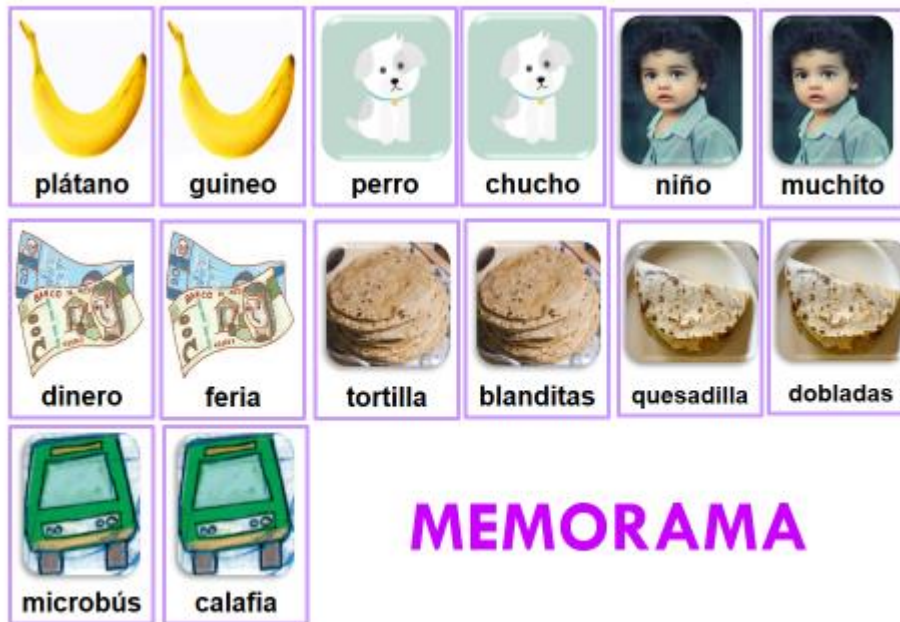 plátano guineo perro chucho niño muchito
dinero feria tortilla blanditas quesadilla dobladas
microbús calafia
MEMORAMA